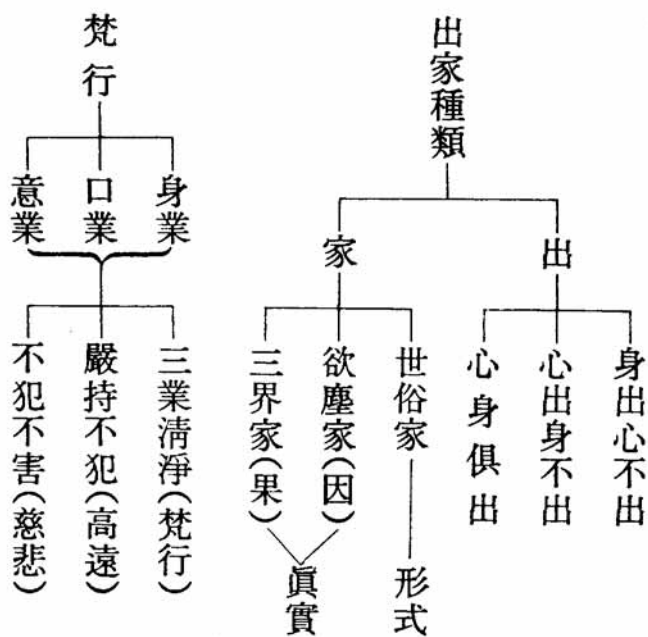 出家種類
出
身出心不出
心出身不出
心身俱出
家
世俗家
形式
欲塵家(因)
三界家(果)
眞實
梵行
身業
口業
意業
三業淸淨(梵行)
嚴持不犯(高遠)
不犯不害(慈悲)